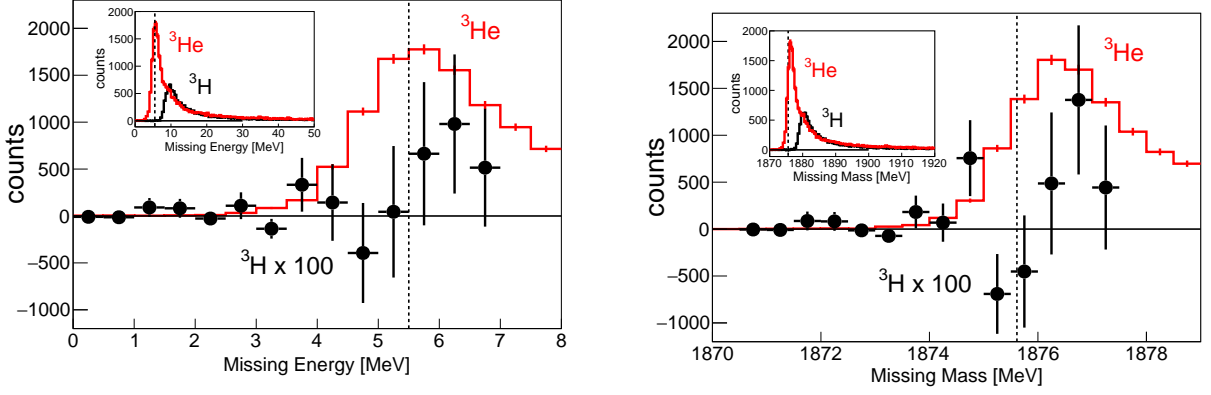 counts
2000
1500
1000
500
0
−500
−1000
0 1 2 3 4 5 6 7 8
Missing Energy [MeV]
³He
³H x 100
counts
2000
1500
1000
500
0
0 10 20 30 40 50
Missing Energy [MeV]
³He
³H
counts
2000
1500
1000
500
0
−500
−1000
1870 1872 1874 1876 1878
Missing Mass [MeV]
³He
³H x 100
counts
2000
1500
1000
500
0
1870 1880 1890 1900 1910 1920
Missing Mass [MeV]
³He
³H